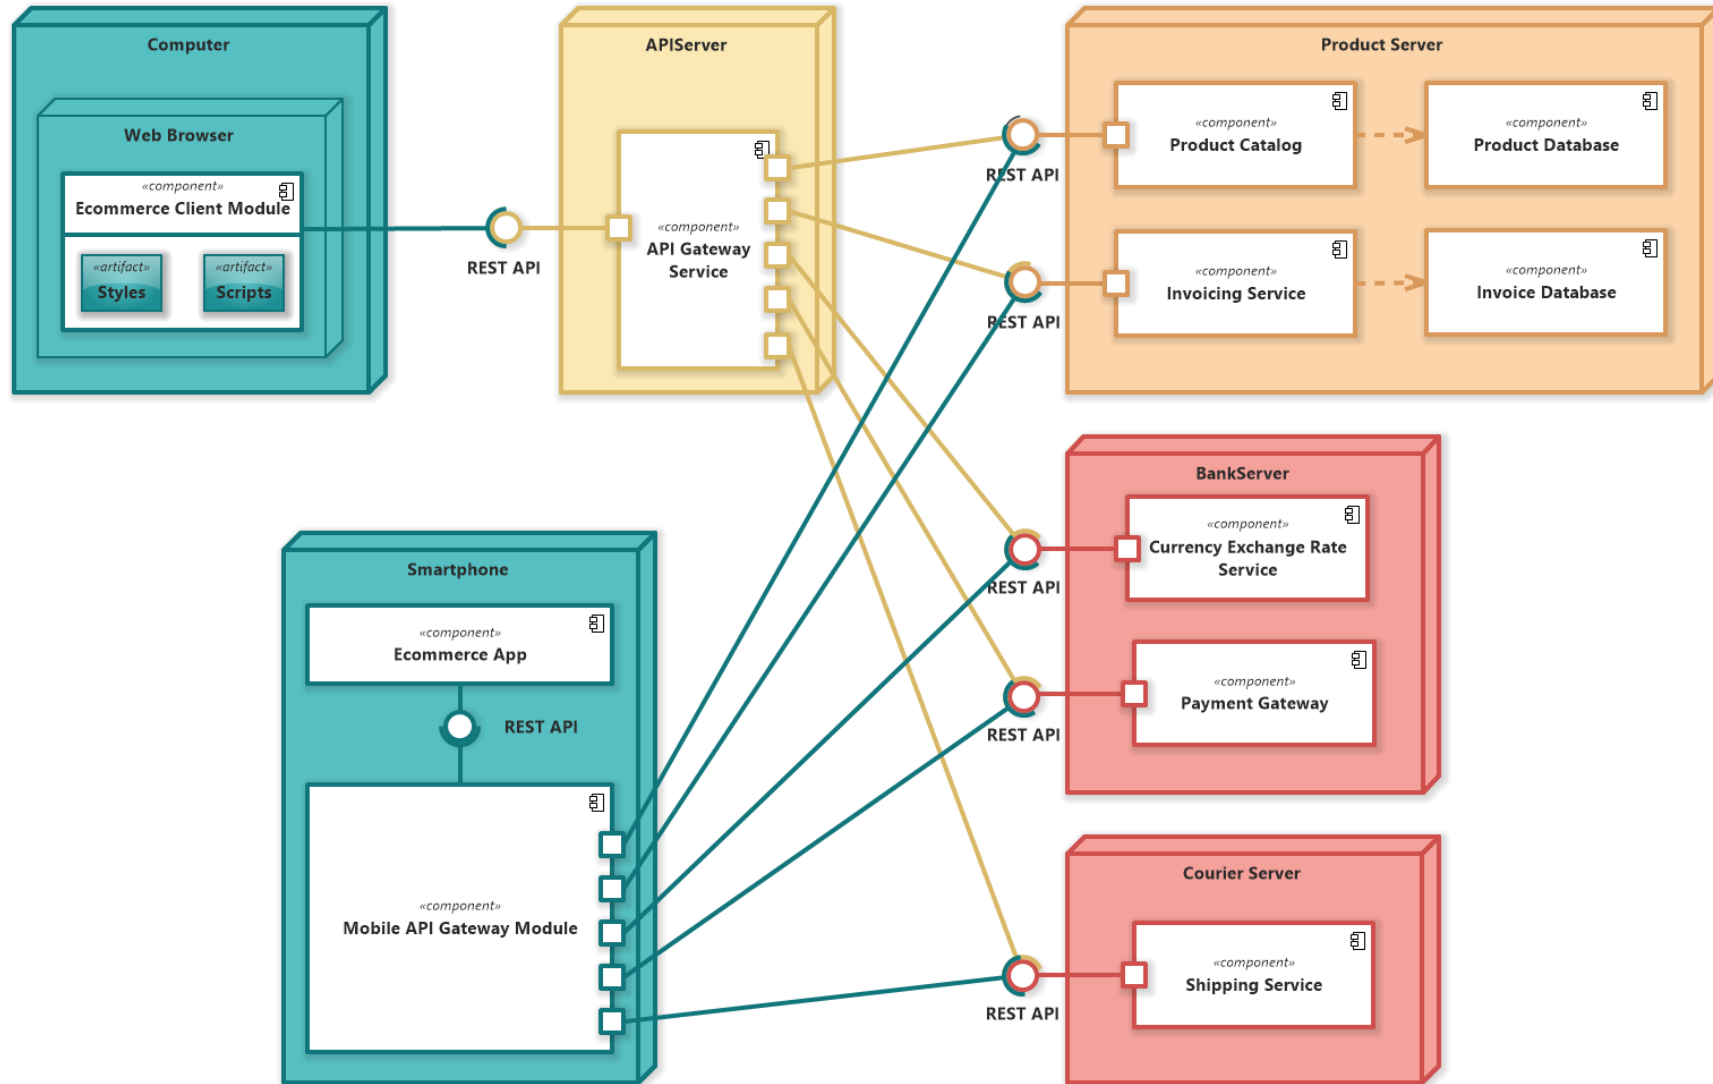 Computer
Web Browser
«component»
Ecommerce Client Module
«artifact»
Styles
«artifact»
Scripts
REST API
APIServer
«component»
API Gateway
Service
Product Server
REST API
«component»
Product Catalog
«component»
Product Database
REST API
«component»
Invoicing Service
«component»
Invoice Database
BankServer
REST API
«component»
Currency Exchange Rate
Service
REST API
«component»
Payment Gateway
Smartphone
«component»
Ecommerce App
REST API
«component»
Mobile API Gateway Module
Courier Server
REST API
«component»
Shipping Service